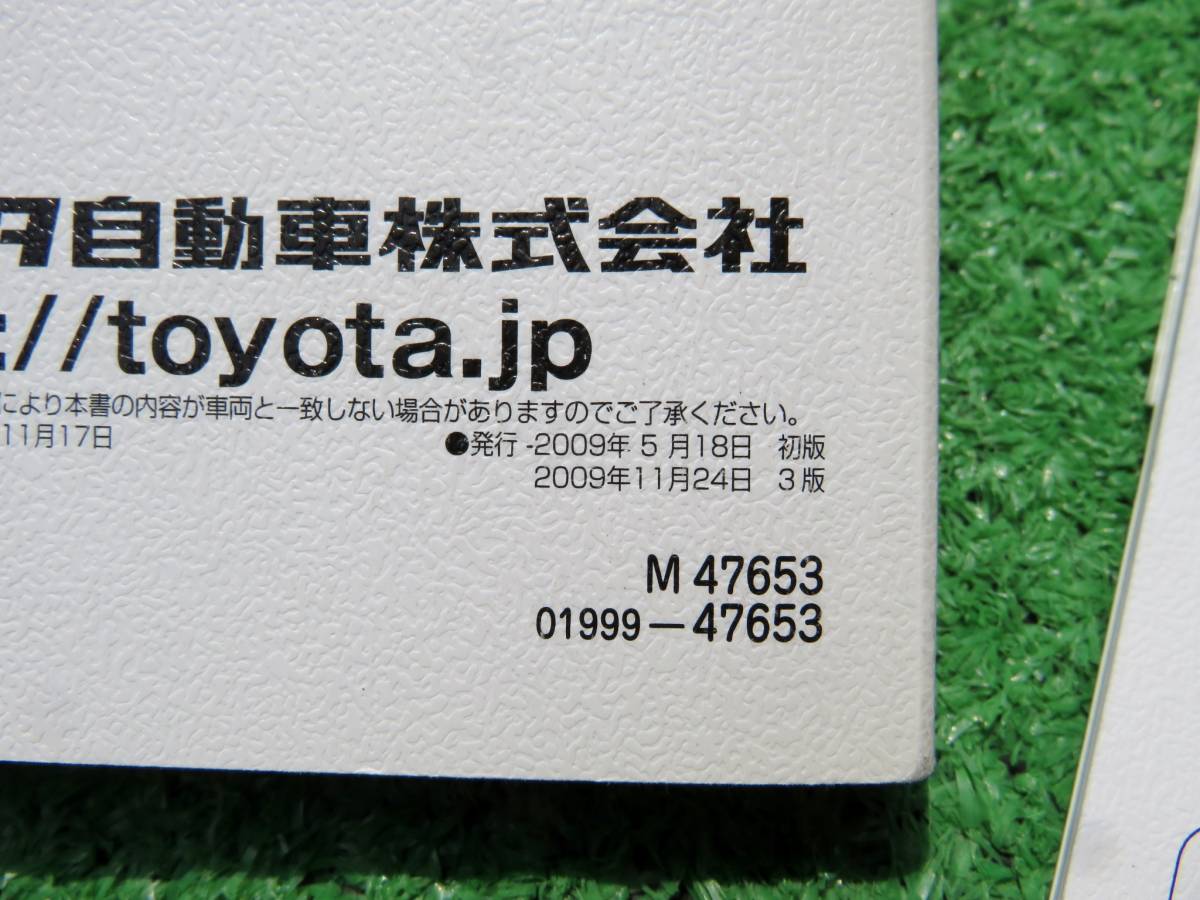 タ自動車株式会社
://toyota.jp
により本書の内容が車両と一致しない場合がありますのでご了承ください。
11月17日 ●発行-2009年 5月18日 初版
2009年11月24日 3版
M 47653
01999-47653